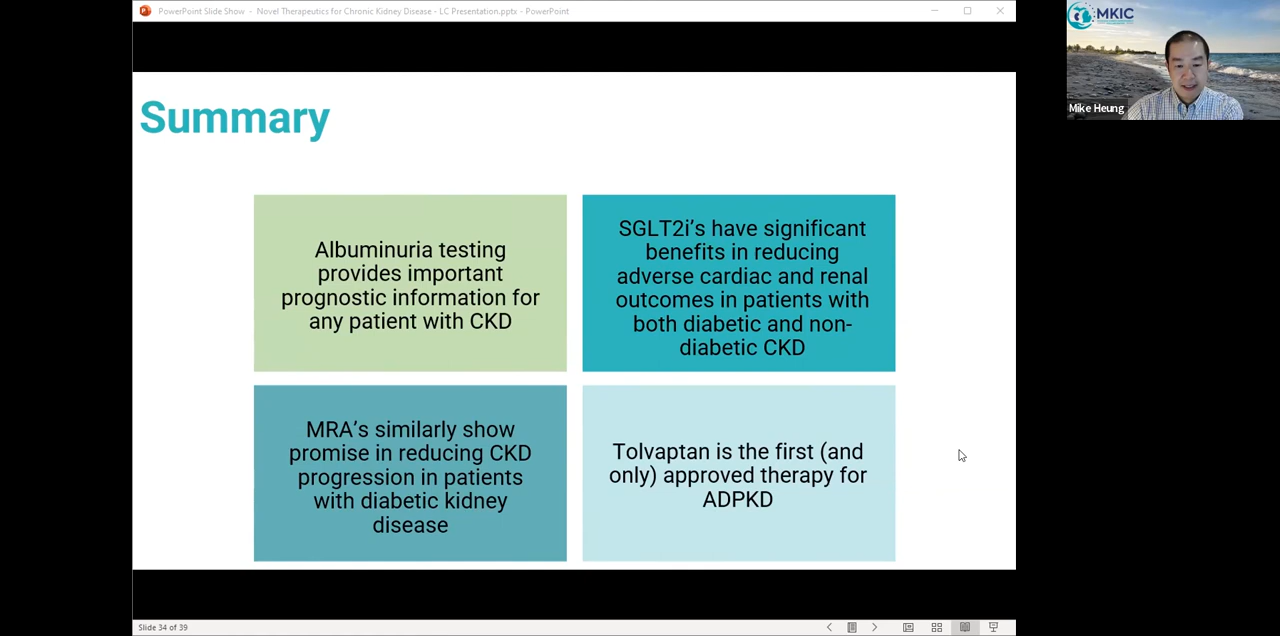 PowerPoint Slide Show - Novel Therapeutics for Chronic Kidney Disease - LC Presentation.pptx - PowerPoint
MKIC
Mike Heung
Summary
Albuminuria testing
provides important
prognostic information for
any patient with CKD
SGLT2i’s have significant
benefits in reducing
adverse cardiac and renal
outcomes in patients with
both diabetic and non-
diabetic CKD
MRA’s similarly show
promise in reducing CKD
progression in patients
with diabetic kidney
disease
Tolvaptan is the first (and
only) approved therapy for
ADPKD
Slide 34 of 39